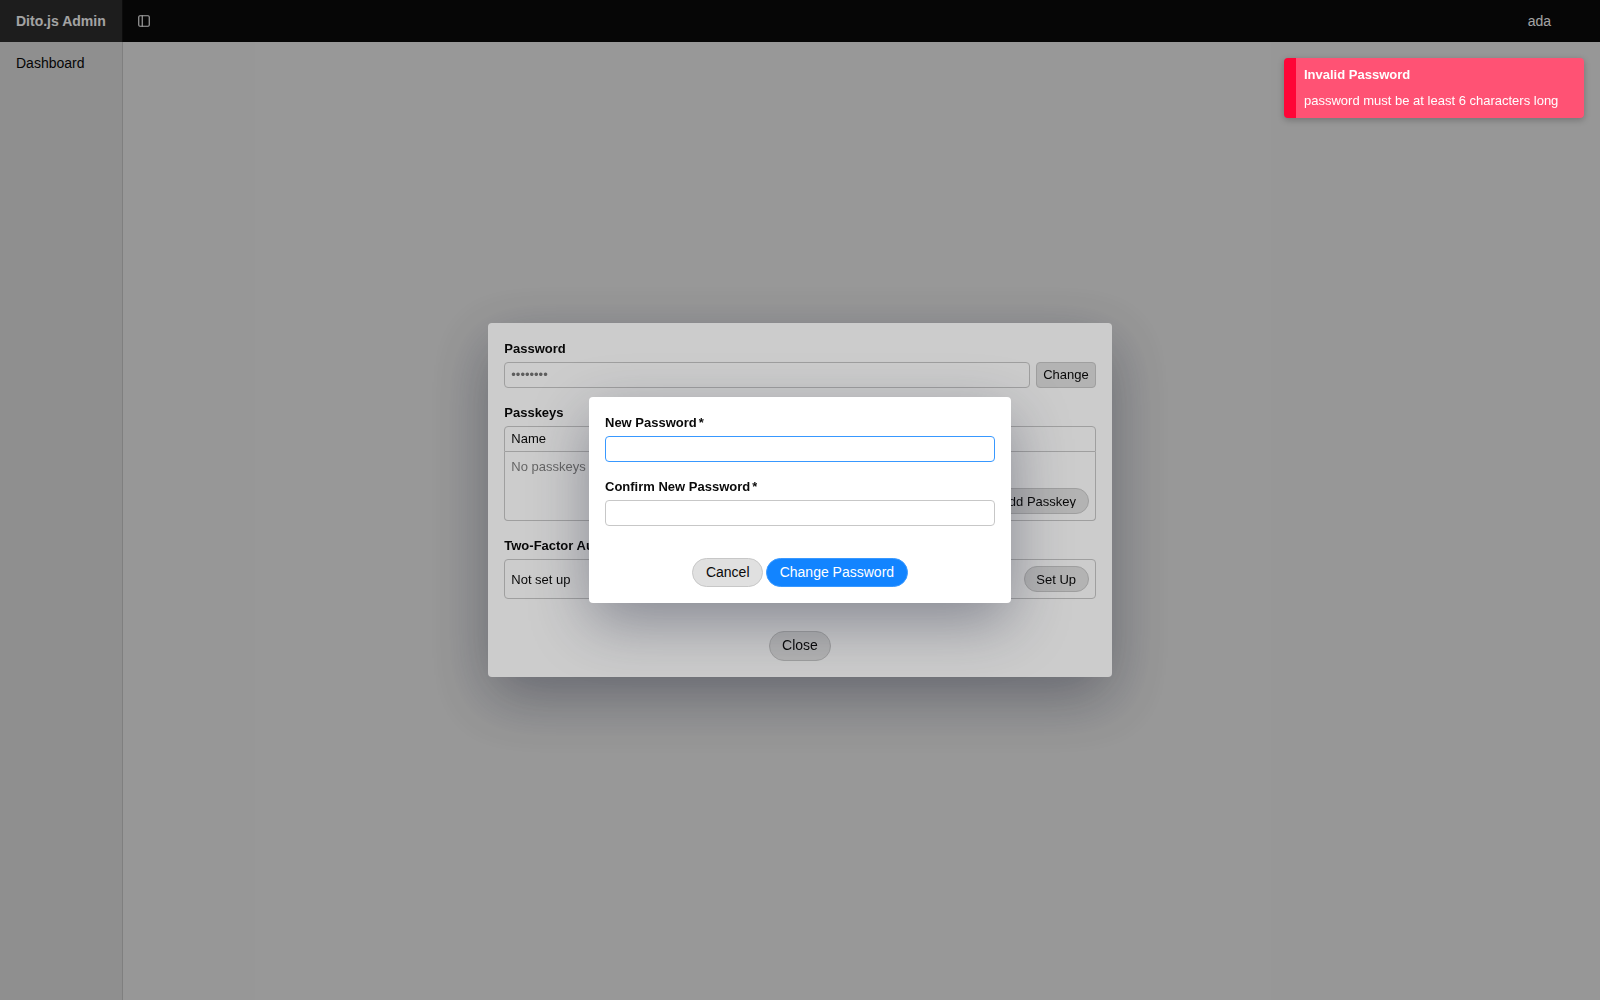 Dito.js Admin
ada
Dashboard
Invalid Password
password must be at least 6 characters long
Password
••••••••
Change
Passkeys
Name
No passkeys
dd Passkey
Two-Factor Au
Not set up
Set Up
Close
New Password*
Confirm New Password*
Cancel
Change Password